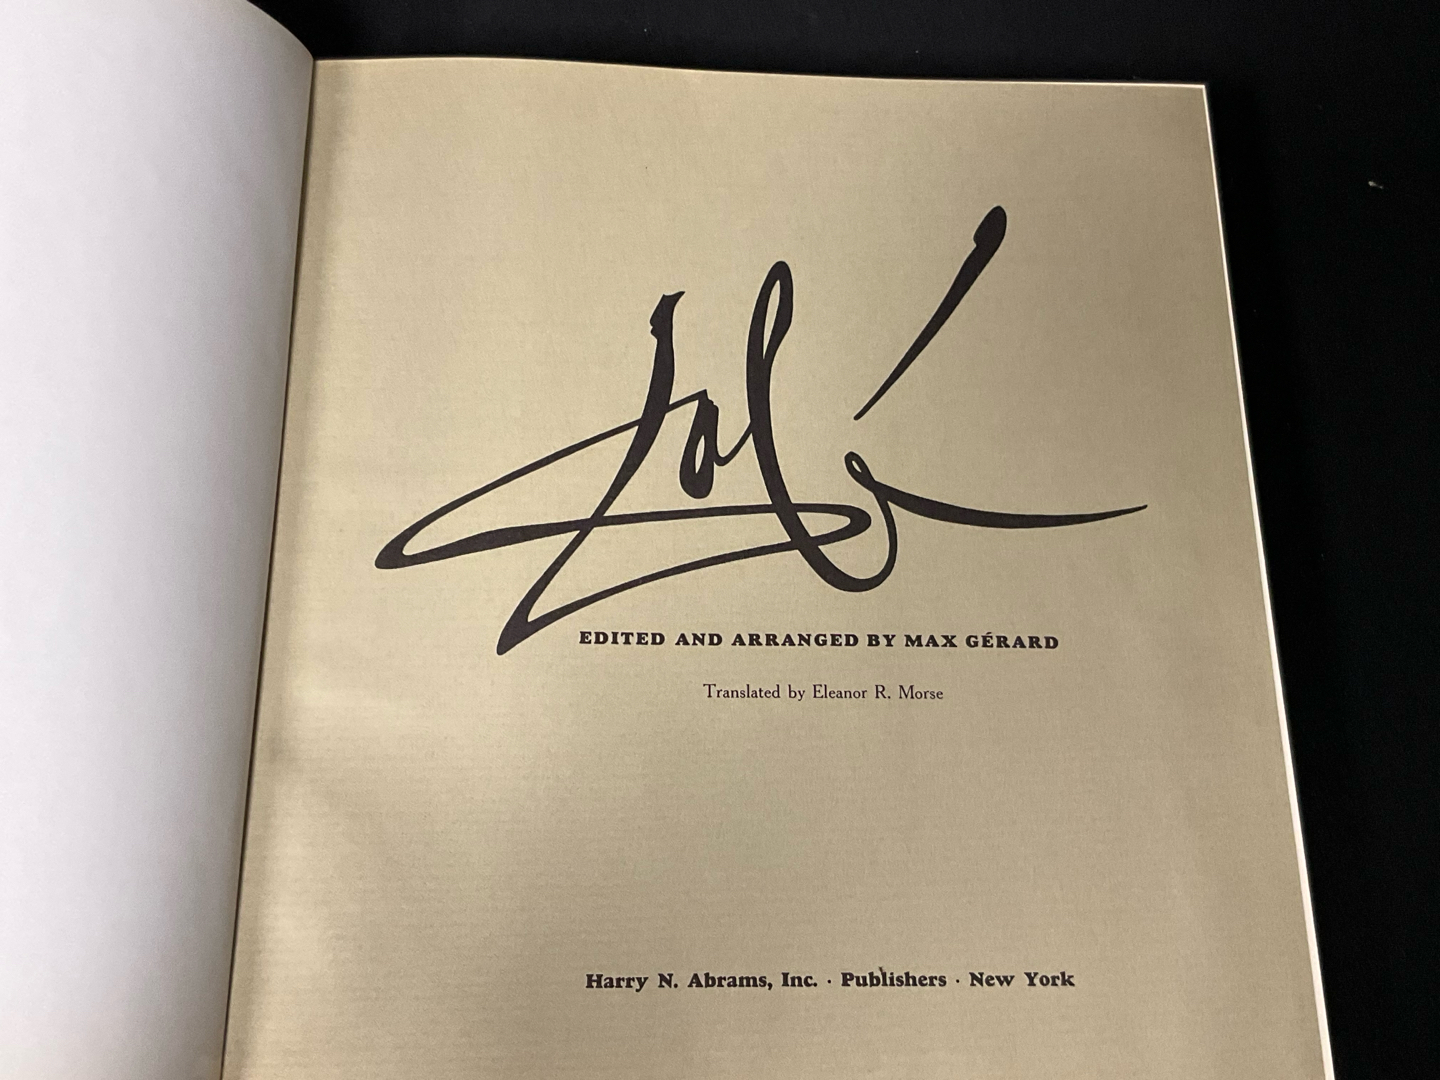 Dalí
EDITED AND ARRANGED BY MAX GÉRARD
Translated by Eleanor R. Morse
Harry N. Abrams, Inc. · Publishers · New York